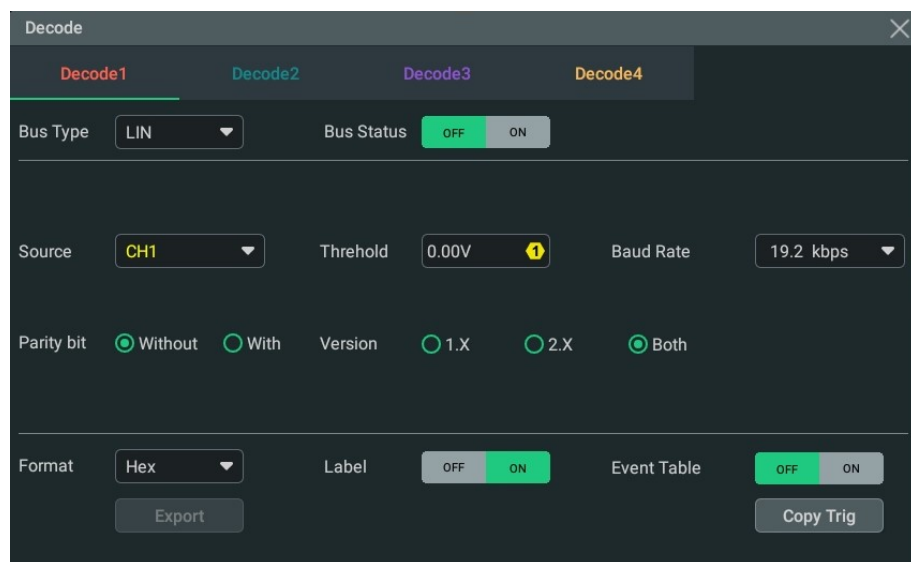 Decode
Decode1 Decode2 Decode3 Decode4
Bus Type LIN Bus Status OFF ON
Source CH1 Threhold 0.00V 1 Baud Rate 19.2 kbps
Parity bit Without With Version 1.X 2.X Both
Format Hex Label OFF ON Event Table OFF ON
Export Copy Trig